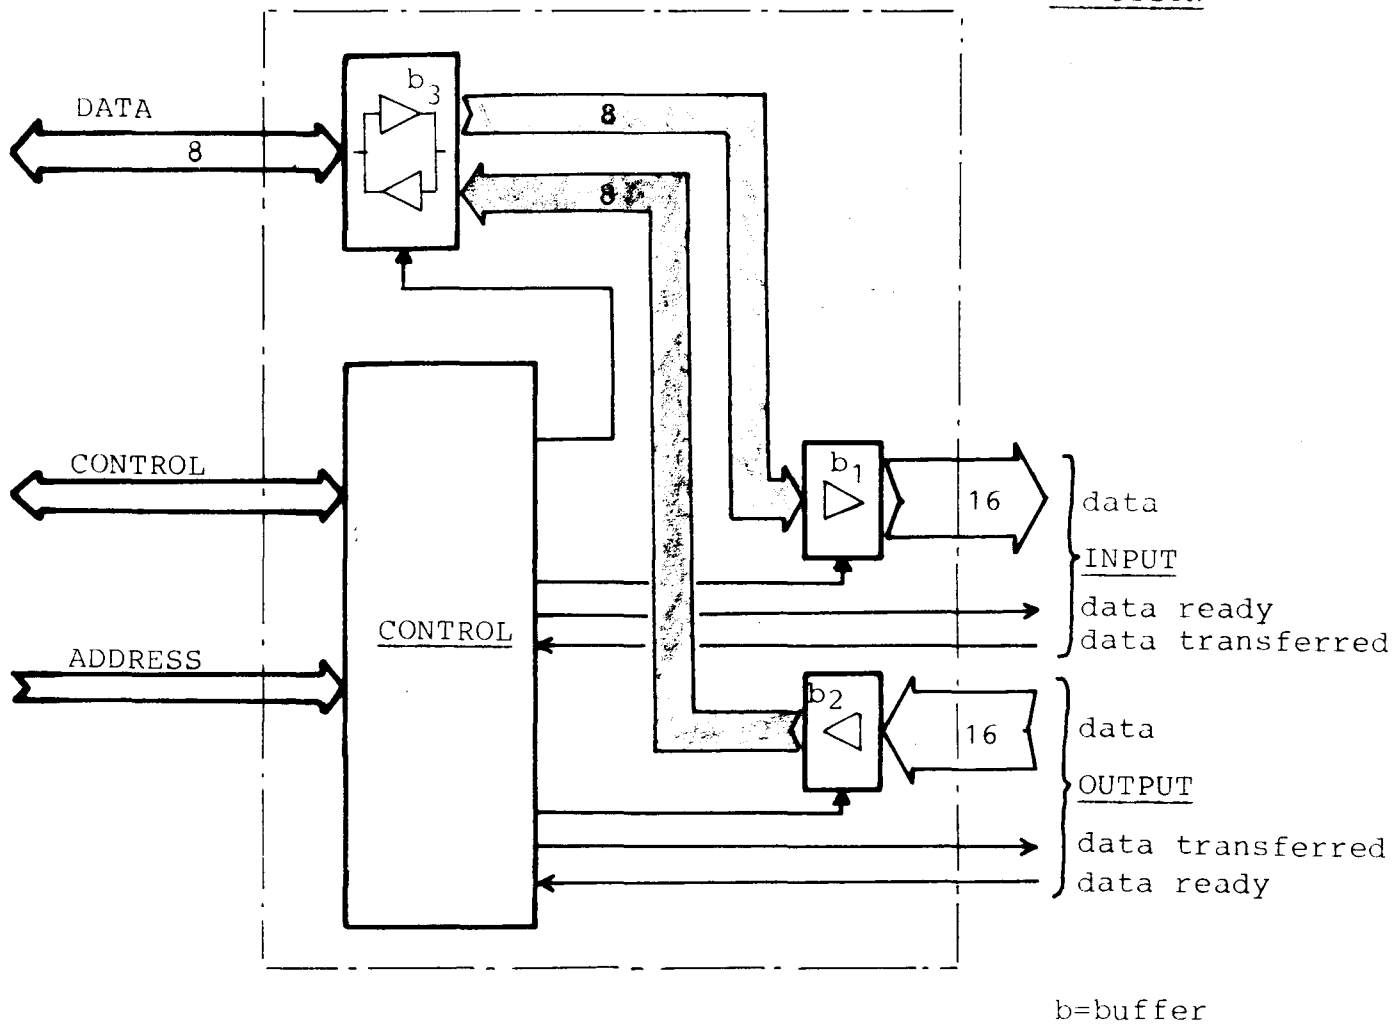 DATA
8
b3
8
8
CONTROL
b1
16
data
INPUT
data ready
data transferred
CONTROL
ADDRESS
b2
16
data
OUTPUT
data transferred
data ready
b=buffer